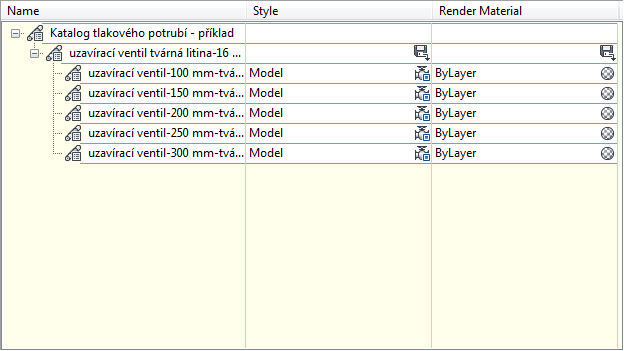 Name Style Render Material
Katalog tlakového potrubí - příklad
uzavírací ventil tvárná litina-16 ...
uzavírací ventil-100 mm-tvá... Model ByLayer
uzavírací ventil-150 mm-tvá... Model ByLayer
uzavírací ventil-200 mm-tvá... Model ByLayer
uzavírací ventil-250 mm-tvá... Model ByLayer
uzavírací ventil-300 mm-tvá... Model ByLayer